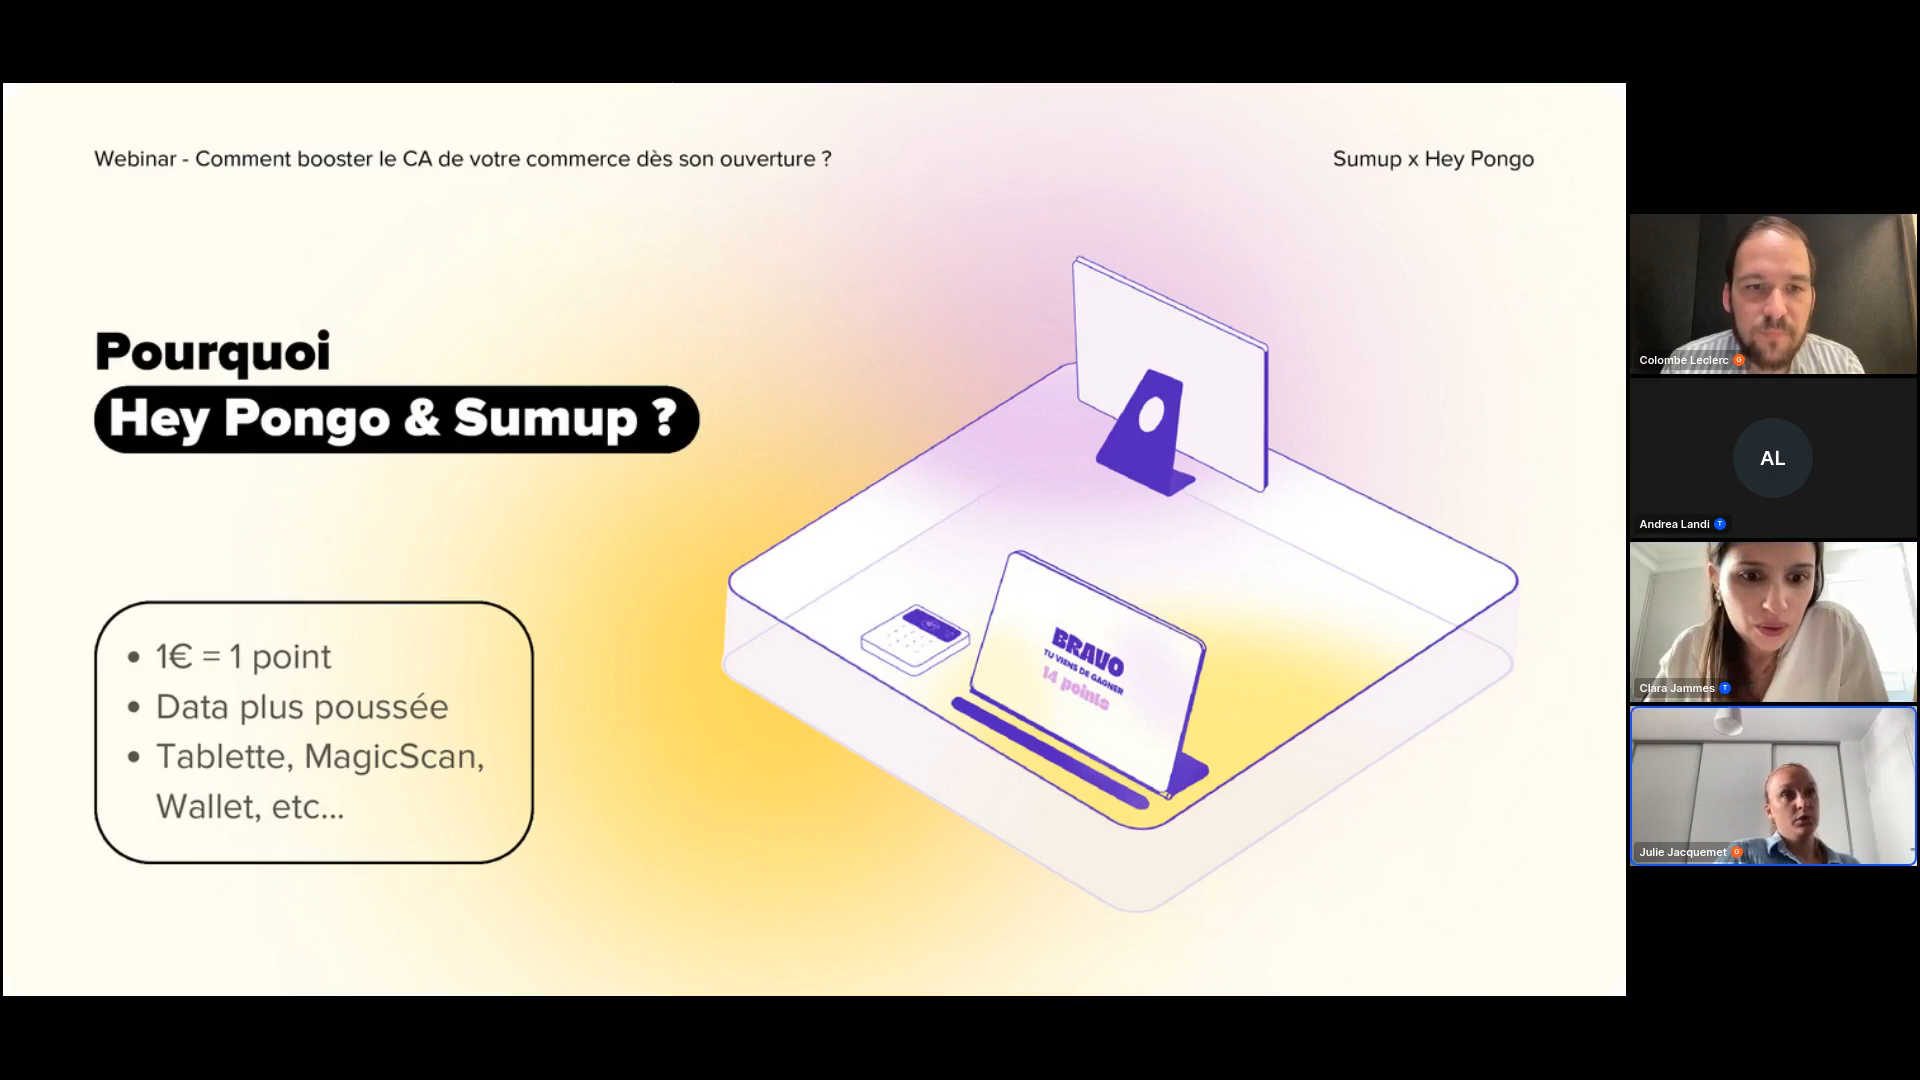 Webinar - Comment booster le CA de votre commerce dès son ouverture ?
Sumup x Hey Pongo
Pourquoi
Hey Pongo & Sumup ?
• 1€ = 1 point
• Data plus poussée
• Tablette, MagicScan,
Wallet, etc...
BRAVO
TU VIENS DE GAGNER
14 points
Colombe Leclerc G
AL
Andrea Landi T
Clara Jammes T
Julie Jacquemet G